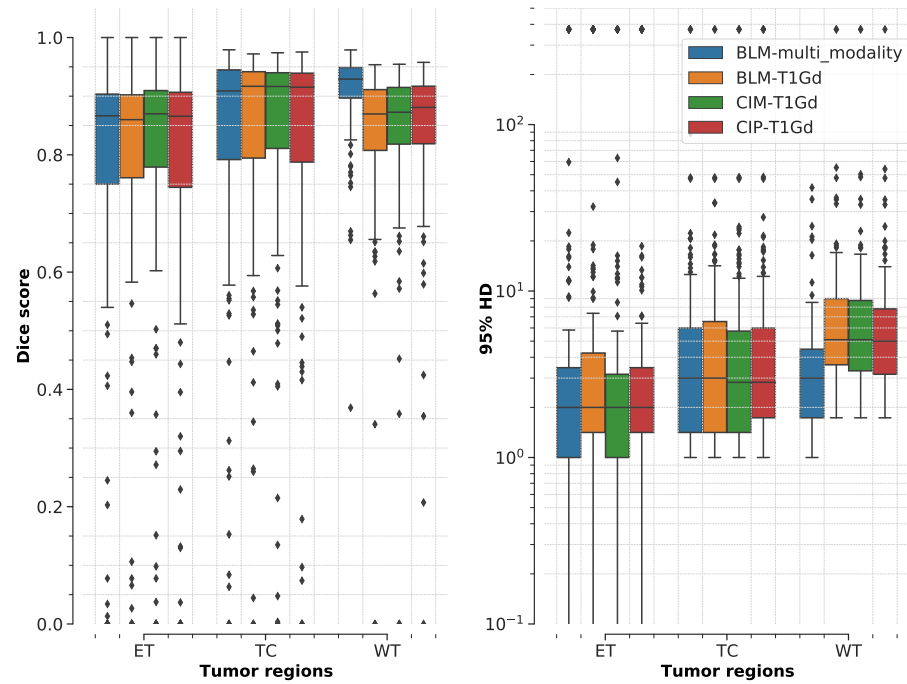 1.0
0.8
0.6
0.4
0.2
0.0
Dice score
ET TC WT
Tumor regions
10²
10¹
10⁰
10⁻¹
95% HD
BLM-multi_modality
BLM-T1Gd
CIM-T1Gd
CIP-T1Gd
ET TC WT
Tumor regions